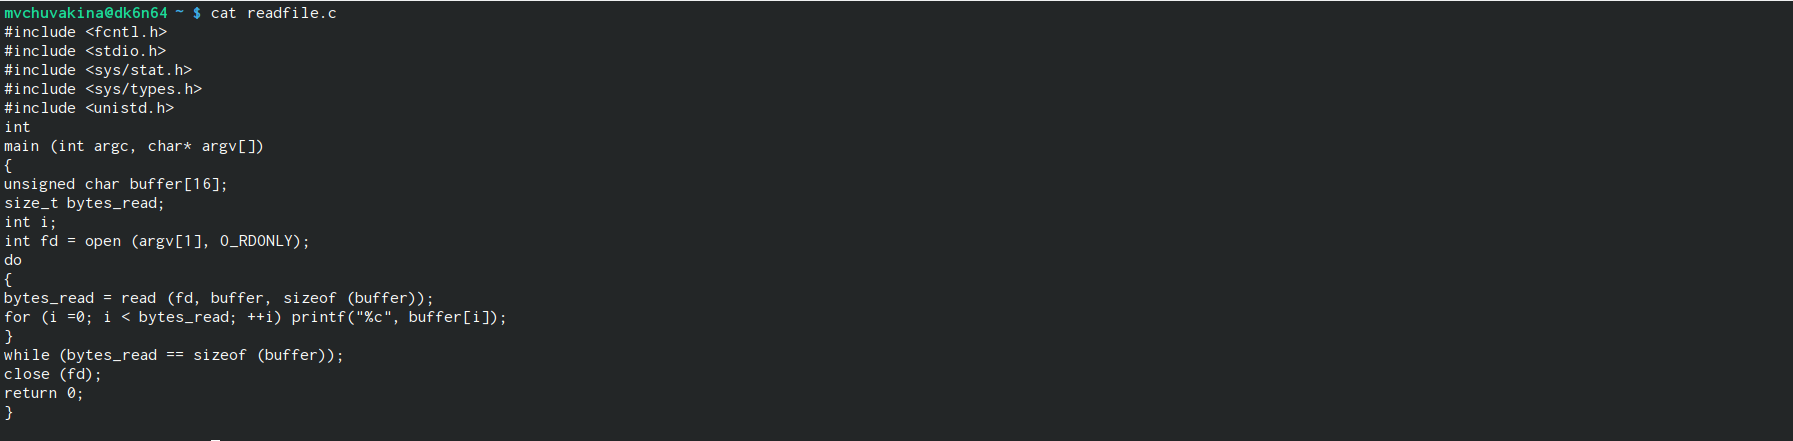 mvchuvakina@dk6n64 ~ $ cat readfile.c
#include <fcntl.h>
#include <stdio.h>
#include <sys/stat.h>
#include <sys/types.h>
#include <unistd.h>
int
main (int argc, char* argv[])
{
unsigned char buffer[16];
size_t bytes_read;
int i;
int fd = open (argv[1], O_RDONLY);
do
{
bytes_read = read (fd, buffer, sizeof (buffer));
for (i =0; i < bytes_read; ++i) printf("%c", buffer[i]);
}
while (bytes_read == sizeof (buffer));
close (fd);
return 0;
}